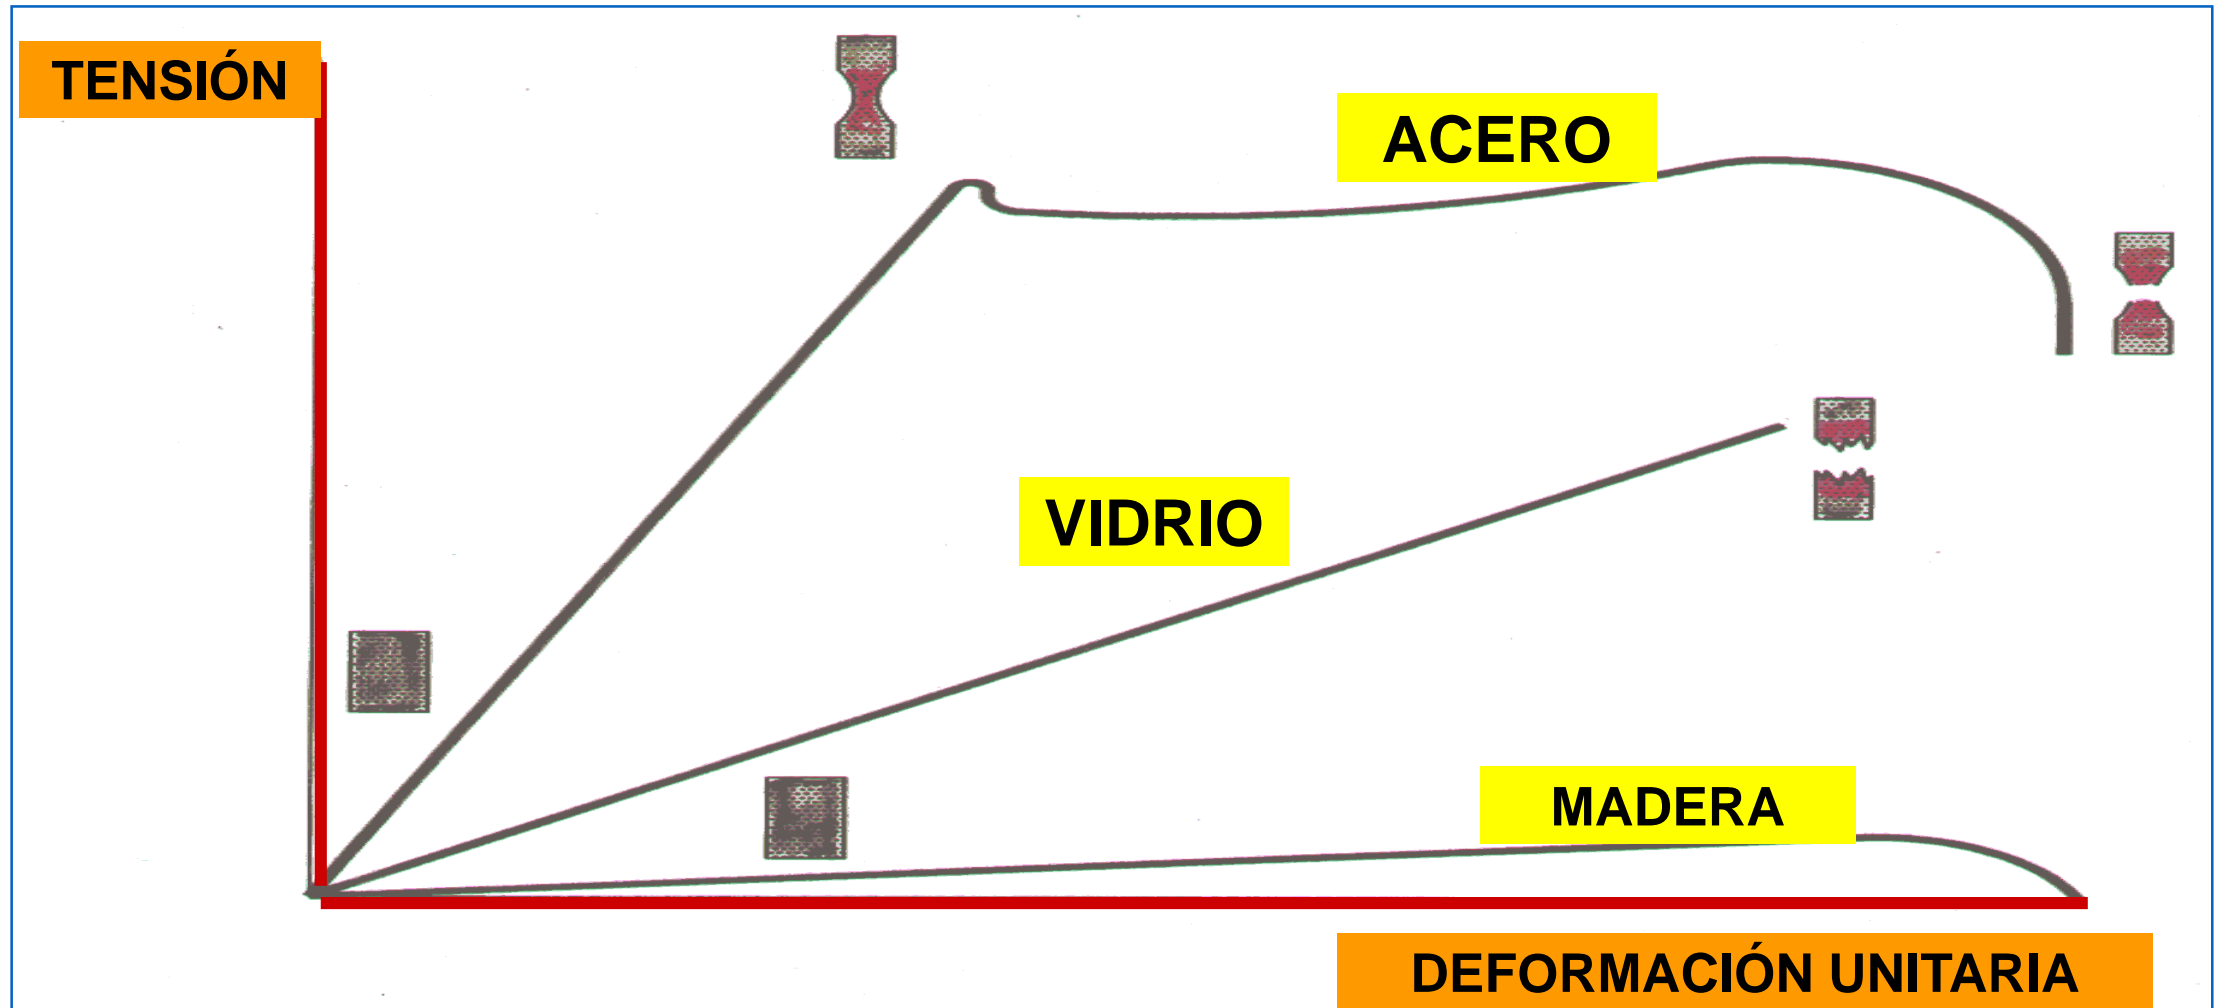 TENSIÓN
ACERO
VIDRIO
MADERA
DEFORMACIÓN UNITARIA